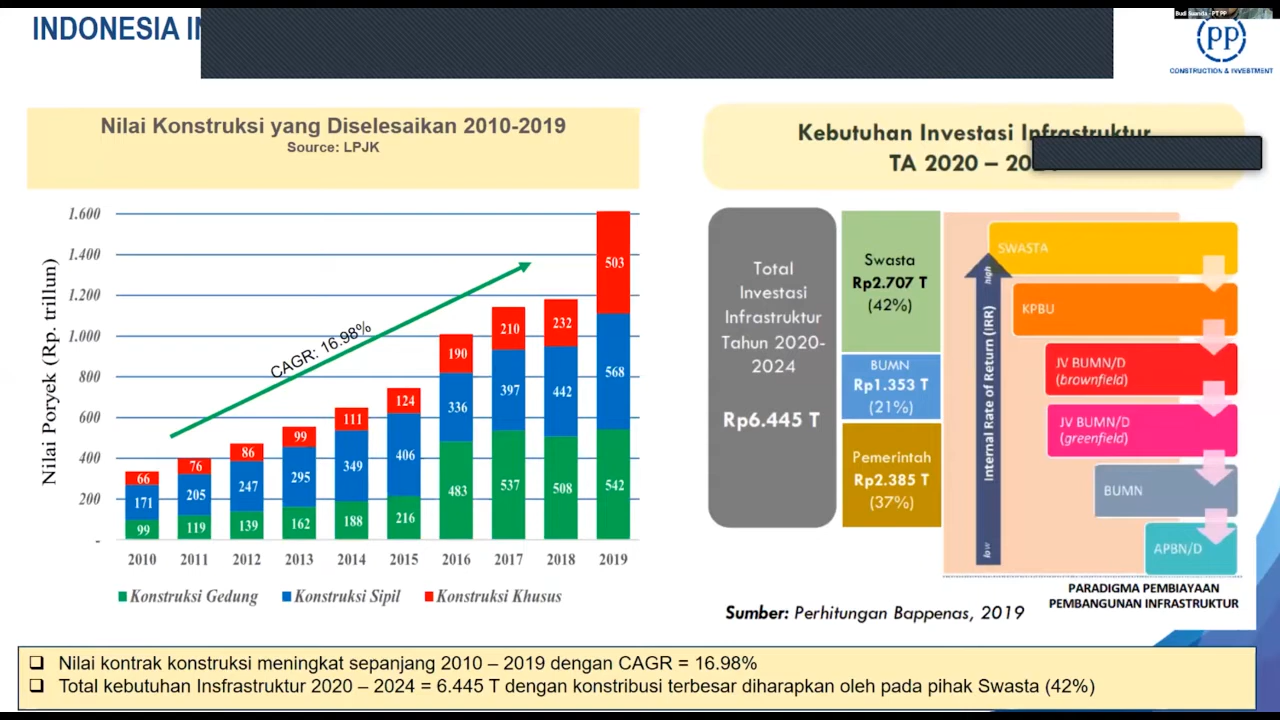 Budi Suanda - PT PP
INDONESIA
pp
CONSTRUCTION & INVESTMENT
Nilai Konstruksi yang Diselesaikan 2010-2019
Source: LPJK
Nilai Poryek (Rp. trillun)
1.600
1.400
1.200
1.000
800
600
400
200
-
CAGR: 16.98%
66
171
99
76
205
119
86
247
139
99
295
162
111
349
188
124
406
216
190
336
483
210
397
537
232
442
508
503
568
542
2010 2011 2012 2013 2014 2015 2016 2017 2018 2019
Konstruksi Gedung Konstruksi Sipil Konstruksi Khusus
Kebutuhan Investasi Infrastruktur
TA 2020 –
Total
Investasi
Infrastruktur
Tahun 2020-
2024
Rp6.445 T
Swasta
Rp2.707 T
(42%)
BUMN
Rp1.353 T
(21%)
Pemerintah
Rp2.385 T
(37%)
high
Internal Rate of Return (IRR)
low
SWASTA
KPBU
JV BUMN/D
(brownfield)
JV BUMN/D
(greenfield)
BUMN
APBN/D
PARADIGMA PEMBIAYAAN
PEMBANGUNAN INFRASTRUKTUR
Sumber: Perhitungan Bappenas, 2019
Nilai kontrak konstruksi meningkat sepanjang 2010 – 2019 dengan CAGR = 16.98%
Total kebutuhan Insfrastruktur 2020 – 2024 = 6.445 T dengan konstribusi terbesar diharapkan oleh pada pihak Swasta (42%)